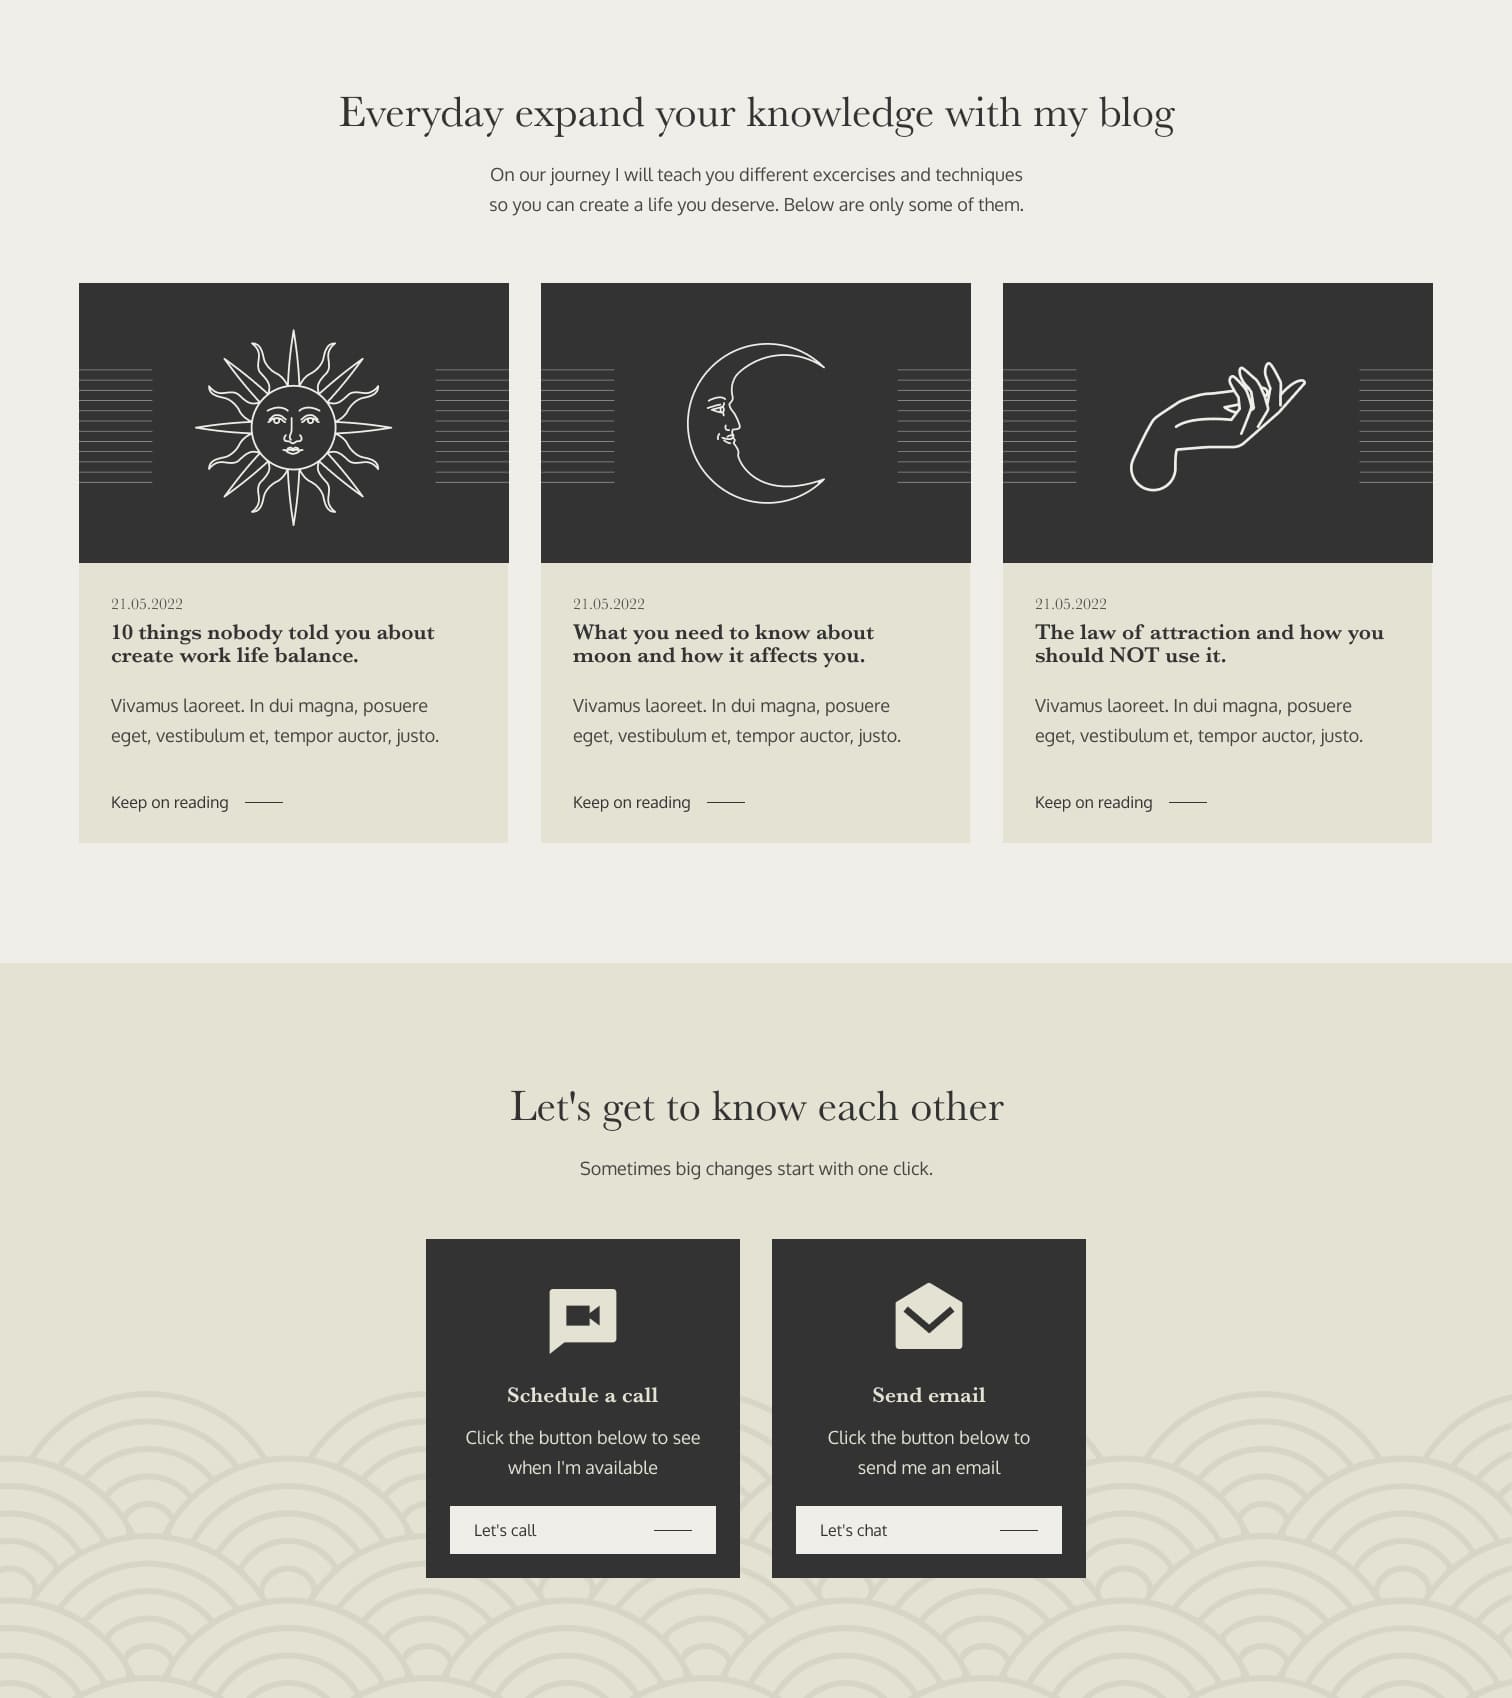 Everyday expand your knowledge with my blog
On our journey I will teach you different excercises and techniques
so you can create a life you deserve. Below are only some of them.
21.05.2022
10 things nobody told you about
create work life balance.
Vivamus laoreet. In dui magna, posuere
eget, vestibulum et, tempor auctor, justo.
Keep on reading
21.05.2022
What you need to know about
moon and how it affects you.
Vivamus laoreet. In dui magna, posuere
eget, vestibulum et, tempor auctor, justo.
Keep on reading
21.05.2022
The law of attraction and how you
should NOT use it.
Vivamus laoreet. In dui magna, posuere
eget, vestibulum et, tempor auctor, justo.
Keep on reading
Let's get to know each other
Sometimes big changes start with one click.
Schedule a call
Click the button below to see
when I'm available
Let's call
Send email
Click the button below to
send me an email
Let's chat